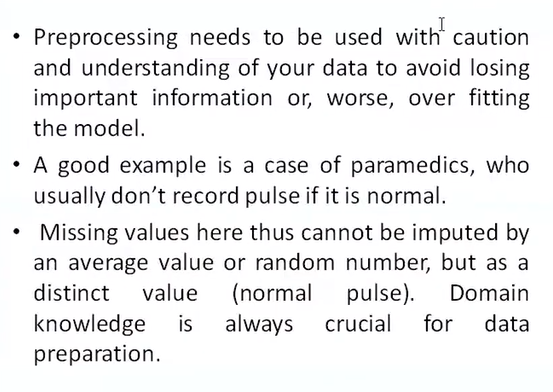 • Preprocessing needs to be used with caution
and understanding of your data to avoid losing
important information or, worse, over fitting
the model.
• A good example is a case of paramedics, who
usually don’t record pulse if it is normal.
• Missing values here thus cannot be imputed by
an average value or random number, but as a
distinct value (normal pulse). Domain
knowledge is always crucial for data
preparation.